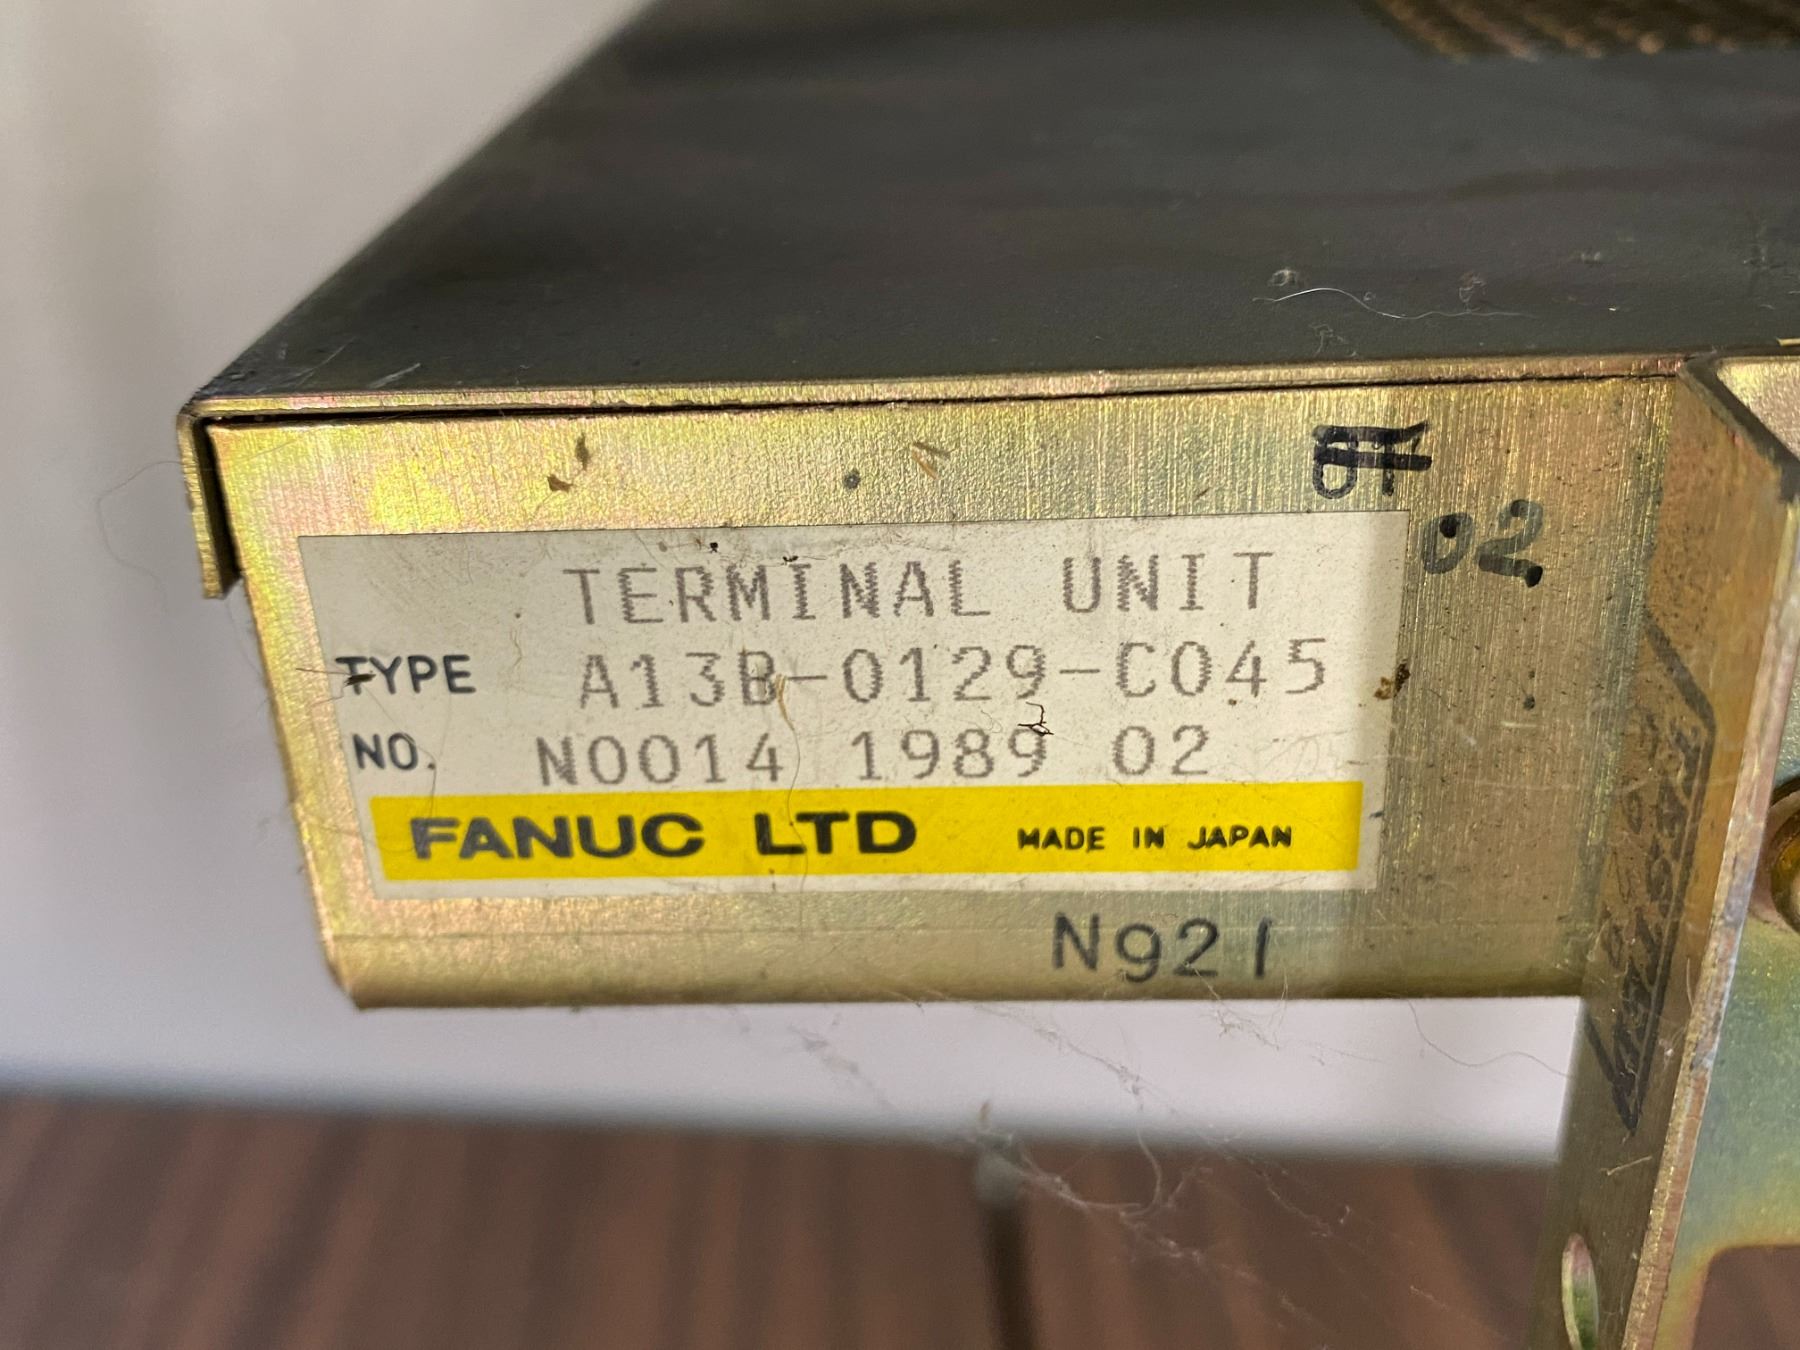 02
TERMINAL UNIT
TYPE A13B-0129-C045
NO. N0014 1989 02
FANUC LTD MADE IN JAPAN
N921